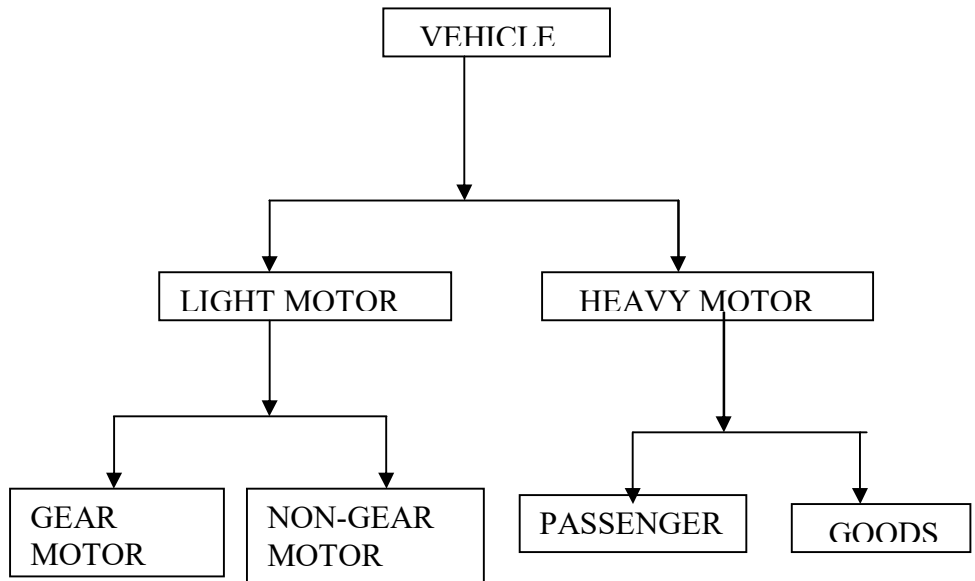 VEHICLE
LIGHT MOTOR
HEAVY MOTOR
GEAR
MOTOR
NON-GEAR
MOTOR
PASSENGER
GOODS